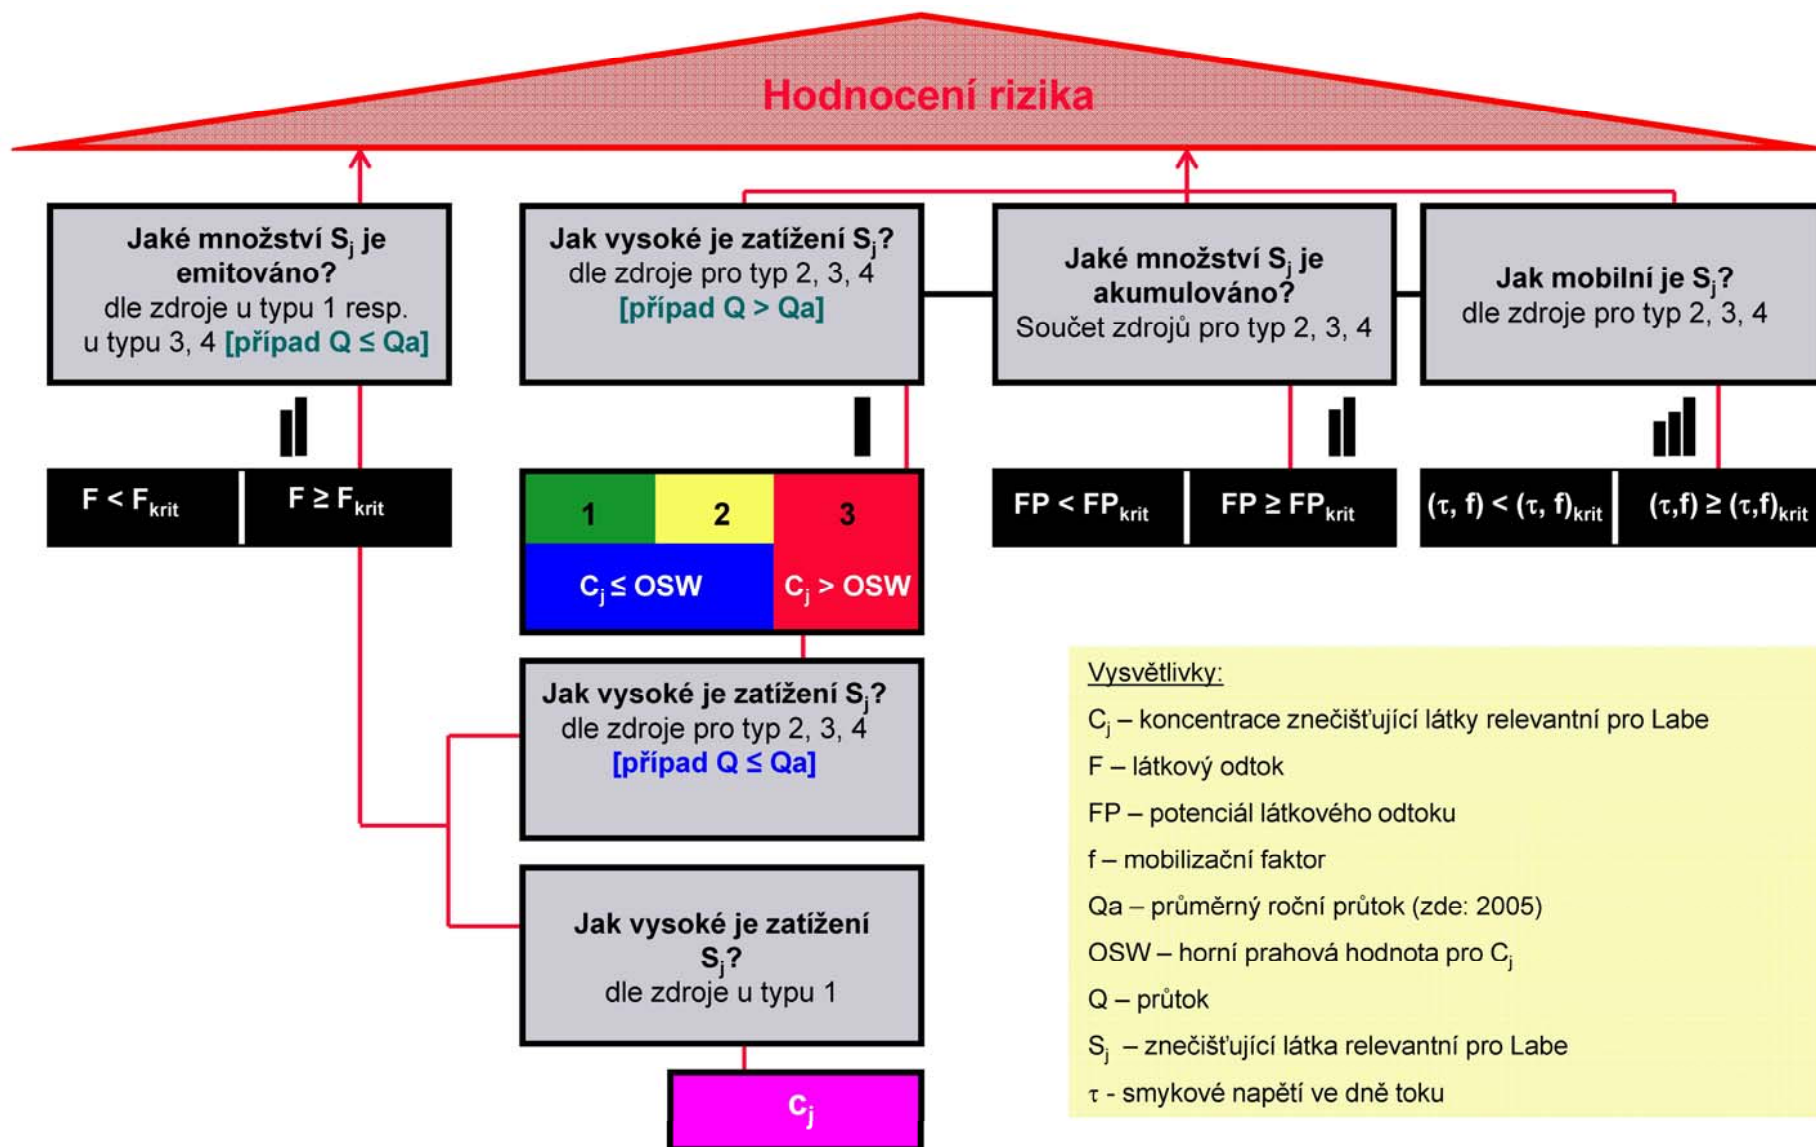 Hodnocení rizika
Jaké množství Sj je
emitováno?
dle zdroje u typu 1 resp.
u typu 3, 4 [případ Q ≤ Qa]
F < Fkrit
F ≥ Fkrit
Jak vysoké je zatížení Sj?
dle zdroje pro typ 2, 3, 4
[případ Q > Qa]
1
2
3
Cj ≤ OSW
Cj > OSW
Jak vysoké je zatížení Sj?
dle zdroje pro typ 2, 3, 4
[případ Q ≤ Qa]
Jak vysoké je zatížení
Sj?
dle zdroje u typu 1
cj
Jaké množství Sj je
akumulováno?
Součet zdrojů pro typ 2, 3, 4
FP < FPkrit
FP ≥ FPkrit
Jak mobilní je Sj?
dle zdroje pro typ 2, 3, 4
(τ, f) < (τ, f)krit
(τ,f) ≥ (τ,f)krit
Vysvětlivky:
Cj – koncentrace znečišťující látky relevantní pro Labe
F – látkový odtok
FP – potenciál látkového odtoku
f – mobilizační faktor
Qa – průměrný roční průtok (zde: 2005)
OSW – horní prahová hodnota pro Cj
Q – průtok
Sj – znečišťující látka relevantní pro Labe
τ - smykové napětí ve dně toku